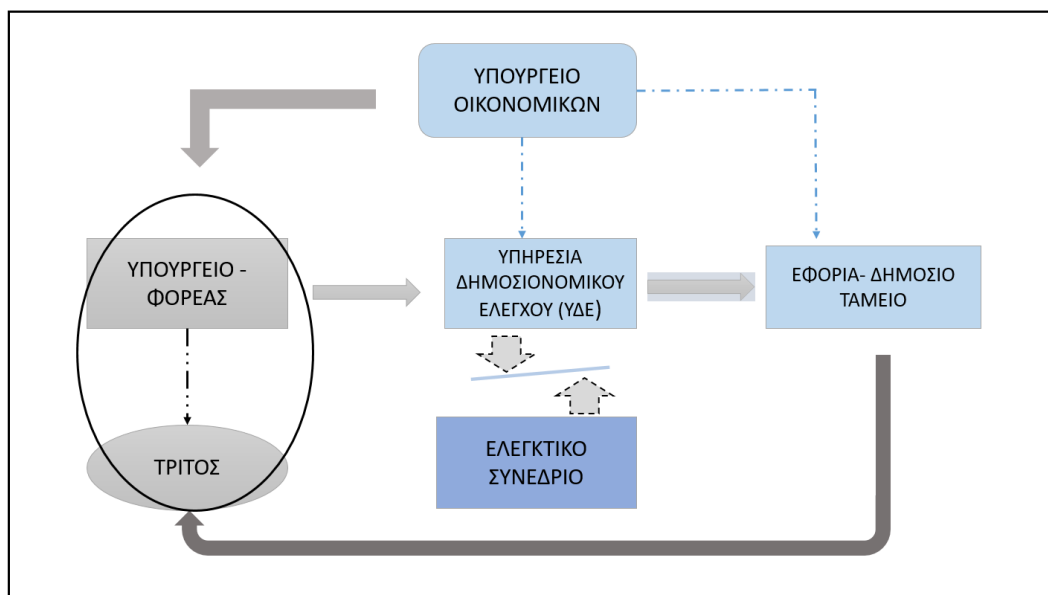 ΥΠΟΥΡΓΕΙΟ
ΟΙΚΟΝΟΜΙΚΩΝ
ΥΠΟΥΡΓΕΙΟ -
ΦΟΡΕΑΣ
ΥΠΗΡΕΣΙΑ
ΔΗΜΟΣΙΟΝΟΜΙΚΟΥ
ΕΛΕΓΧΟΥ (ΥΔΕ)
ΕΦΟΡΙΑ- ΔΗΜΟΣΙΟ
ΤΑΜΕΙΟ
ΤΡΙΤΟΣ
ΕΛΕΓΚΤΙΚΟ
ΣΥΝΕΔΡΙΟ